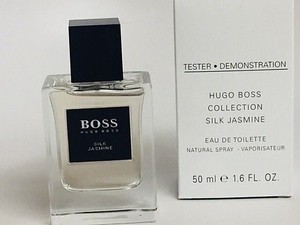 BOSS
HUGO BOSS
SILK
JASMINE
TESTER • DEMONSTRATION
HUGO BOSS
COLLECTION
SILK JASMINE
EAU DE TOILETTE
NATURAL SPRAY - VAPORISATEUR
50 ml ℮ 1.6 FL. OZ.